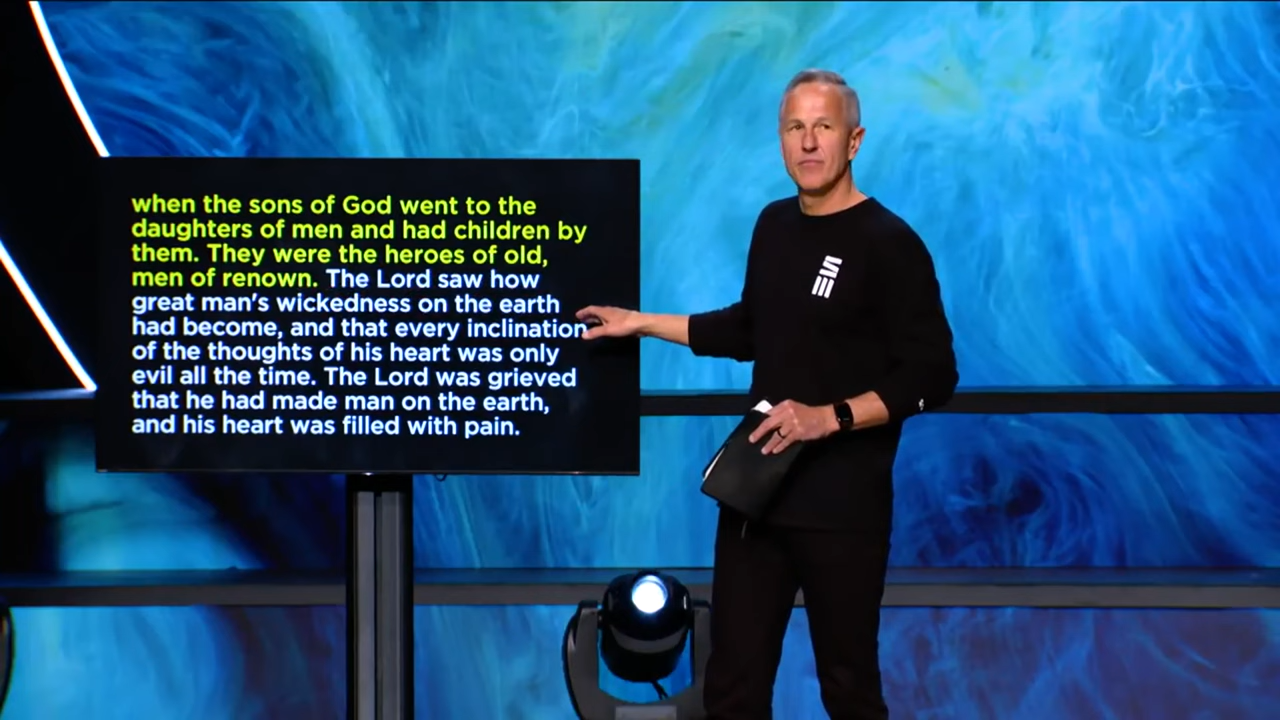 when the sons of God went to the
daughters of men and had children by
them. They were the heroes of old,
men of renown. The Lord saw how
great man's wickedness on the earth
had become, and that every inclination
of the thoughts of his heart was only
evil all the time. The Lord was grieved
that he had made man on the earth,
and his heart was filled with pain.